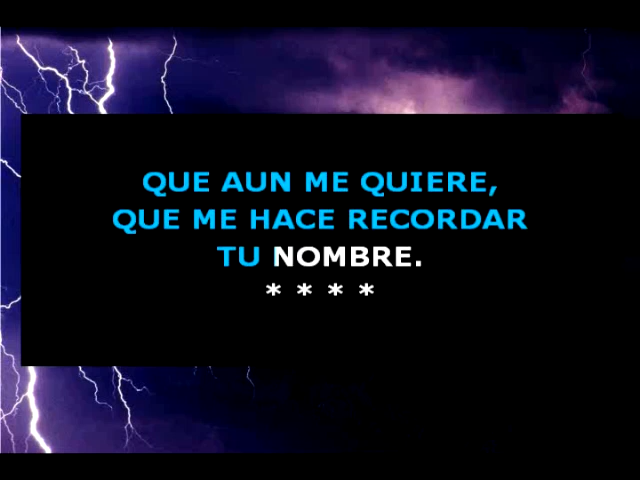 QUE AUN ME QUIERE,
QUE ME HACE RECORDAR
TU NOMBRE.
* * * *